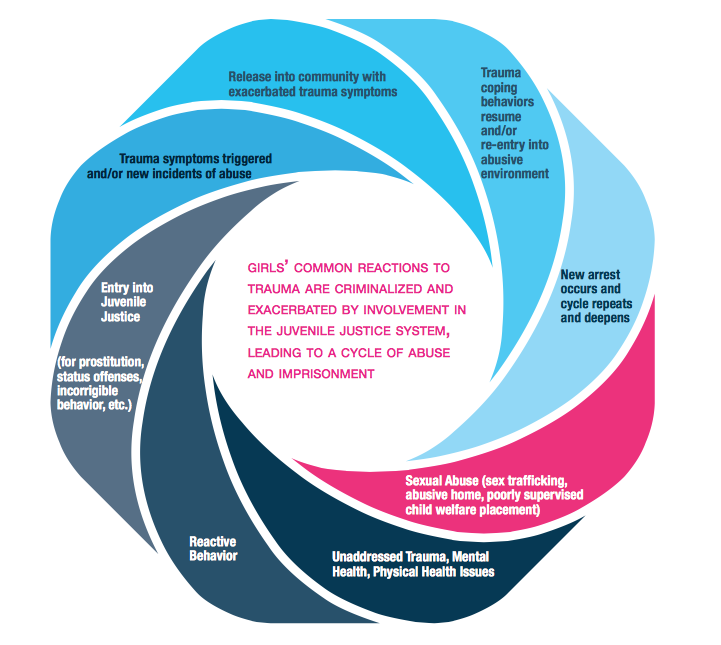 Release into community with
exacerbated trauma symptoms
Trauma
coping
behaviors
resume
and/or
re-entry into
abusive
environment
Trauma symptoms triggered
and/or new incidents of abuse
GIRLS’ COMMON REACTIONS TO
TRAUMA ARE CRIMINALIZED AND
EXACERBATED BY INVOLVEMENT IN
THE JUVENILE JUSTICE SYSTEM,
LEADING TO A CYCLE OF ABUSE
AND IMPRISONMENT
New arrest
occurs and
cycle repeats
and deepens
Entry into
Juvenile
Justice
(for prostitution,
status offenses,
incorrigible
behavior, etc.)
Sexual Abuse (sex trafficking,
abusive home, poorly supervised
child welfare placement)
Reactive
Behavior
Unaddressed Trauma, Mental
Health, Physical Health Issues